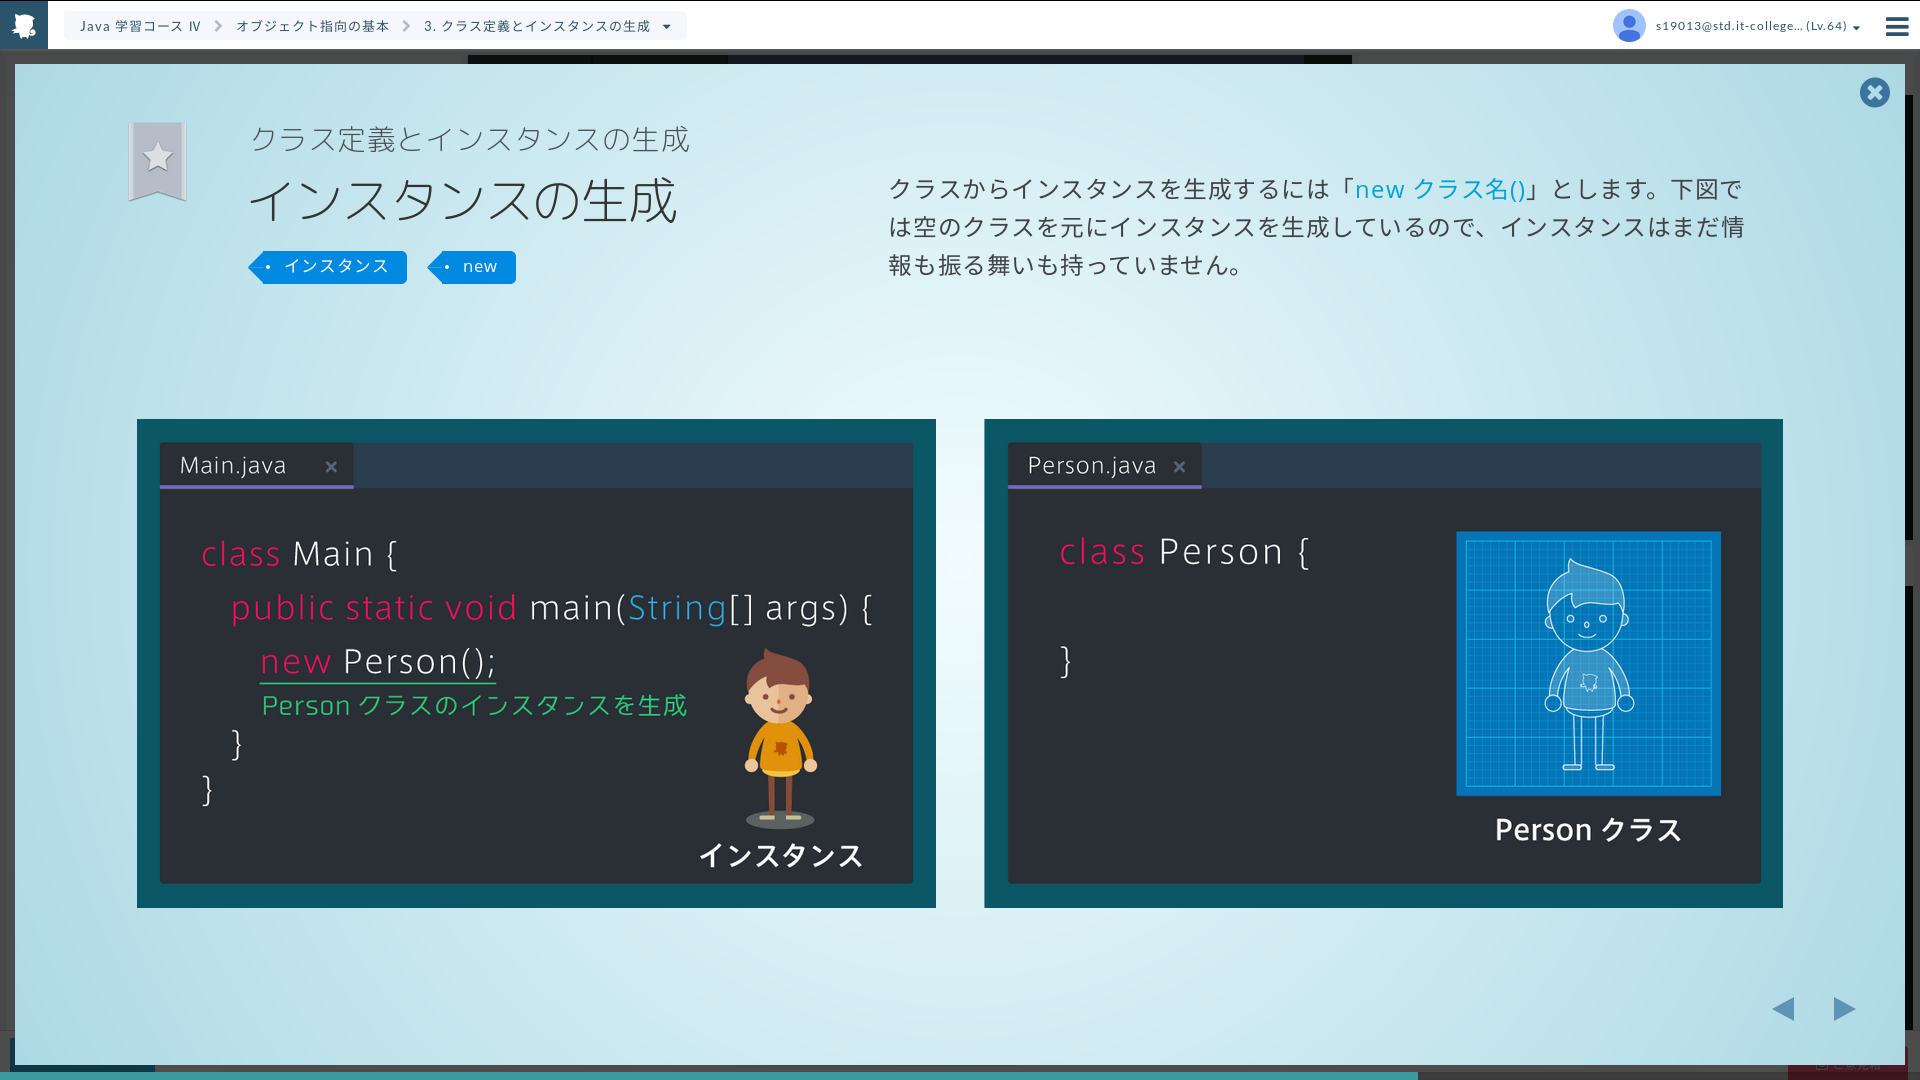 Java 学習コース Ⅳ
オブジェクト指向の基本
3. クラス定義とインスタンスの生成
s19013@std.it-college... (Lv.64)
クラス定義とインスタンスの生成
インスタンスの生成
インスタンス
new
クラスからインスタンスを生成するには「new クラス名()」とします。下図で
は空のクラスを元にインスタンスを生成しているので、インスタンスはまだ情
報も振る舞いも持っていません。
Main.java
class Main {
public static void main(String[] args) {
new Person();
Person クラスのインスタンスを生成
}
}
インスタンス
Person.java
class Person {
}
Person クラス